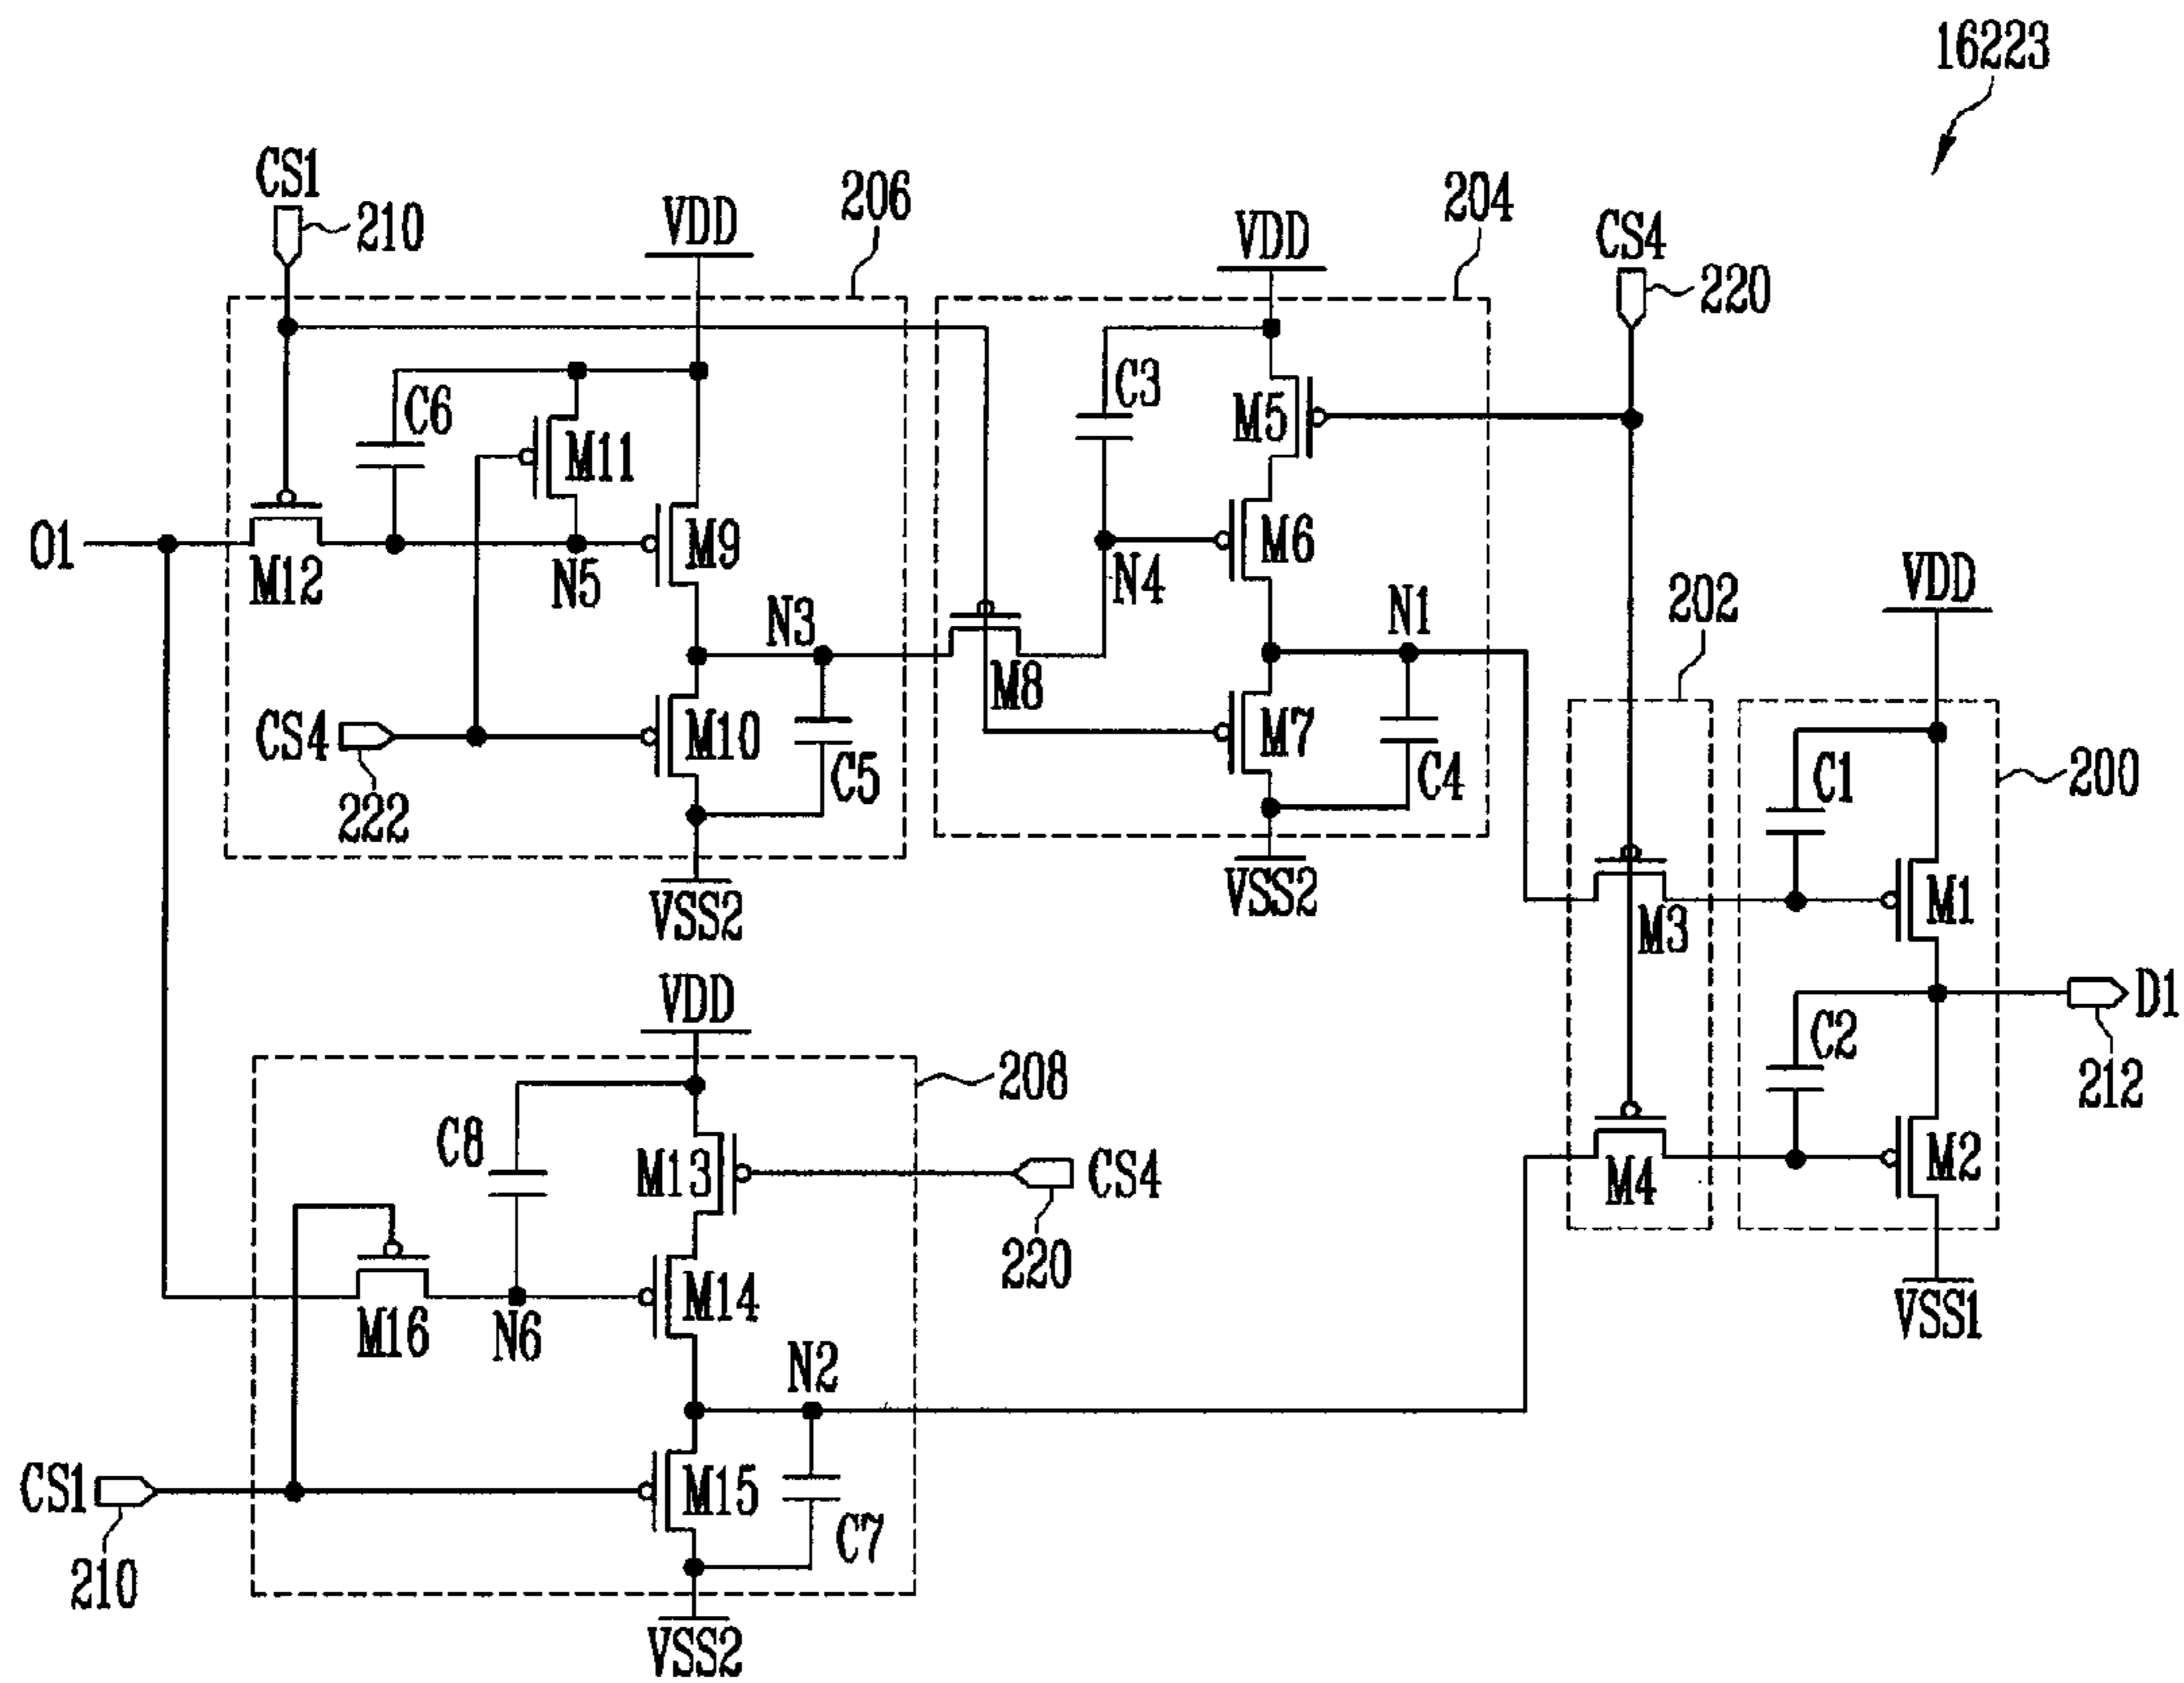 16223
CS1
210
VDD
206
VDD
204
CS4
220
C6
M11
C3
M5
O1
M12
N5
M9
N4
M6
202
VDD
N3
M8
N1
CS4
222
M10
C5
M7
C4
C1
200
VSS2
VSS2
M3
M1
VDD
208
C2
D1
212
C8
M13
CS4
220
M4
M2
M16
N6
M14
VSS1
N2
CS1
210
M15
C7
VSS2